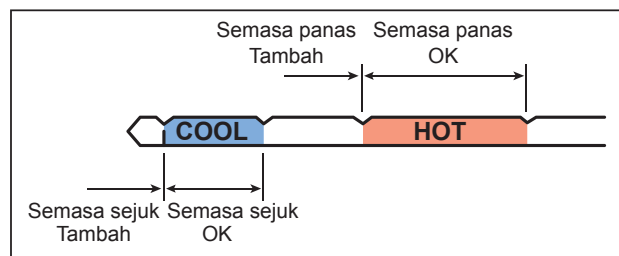 Semasa panas
Tambah
Semasa panas
OK
COOL
HOT
Semasa sejuk
Tambah
Semasa sejuk
OK